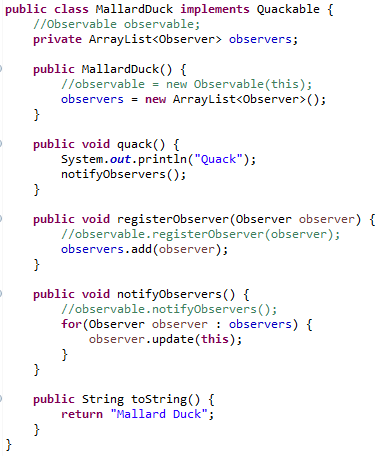 public class MallardDuck implements Quackable {
    //Observable observable;
    private ArrayList<Observer> observers;

    public MallardDuck() {
        //observable = new Observable(this);
        observers = new ArrayList<Observer>();
    }

    public void quack() {
        System.out.println("Quack");
        notifyObservers();
    }

    public void registerObserver(Observer observer) {
        //observable.registerObserver(observer);
        observers.add(observer);
    }

    public void notifyObservers() {
        //observable.notifyObservers();
        for(Observer observer : observers) {
            observer.update(this);
        }
    }

    public String toString() {
        return "Mallard Duck";
    }
}